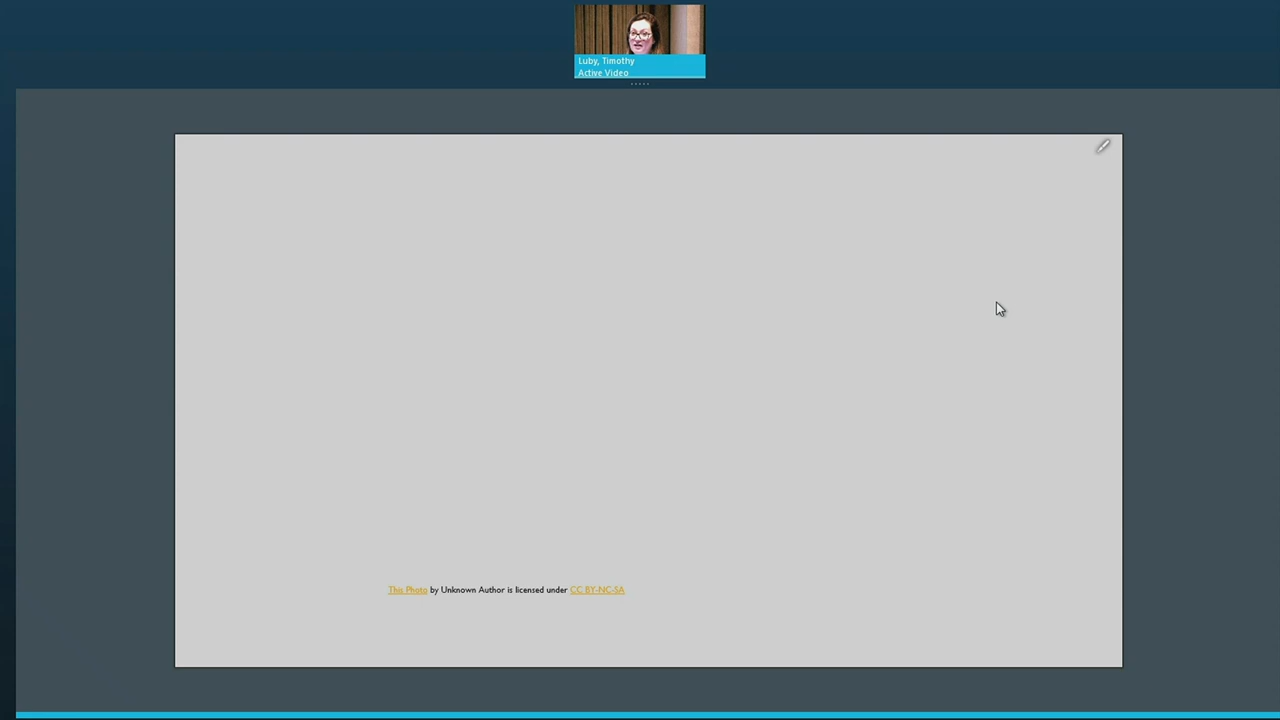 Luby, Timothy
Active Video
This Photo by Unknown Author is licensed under CC BY-NC-SA